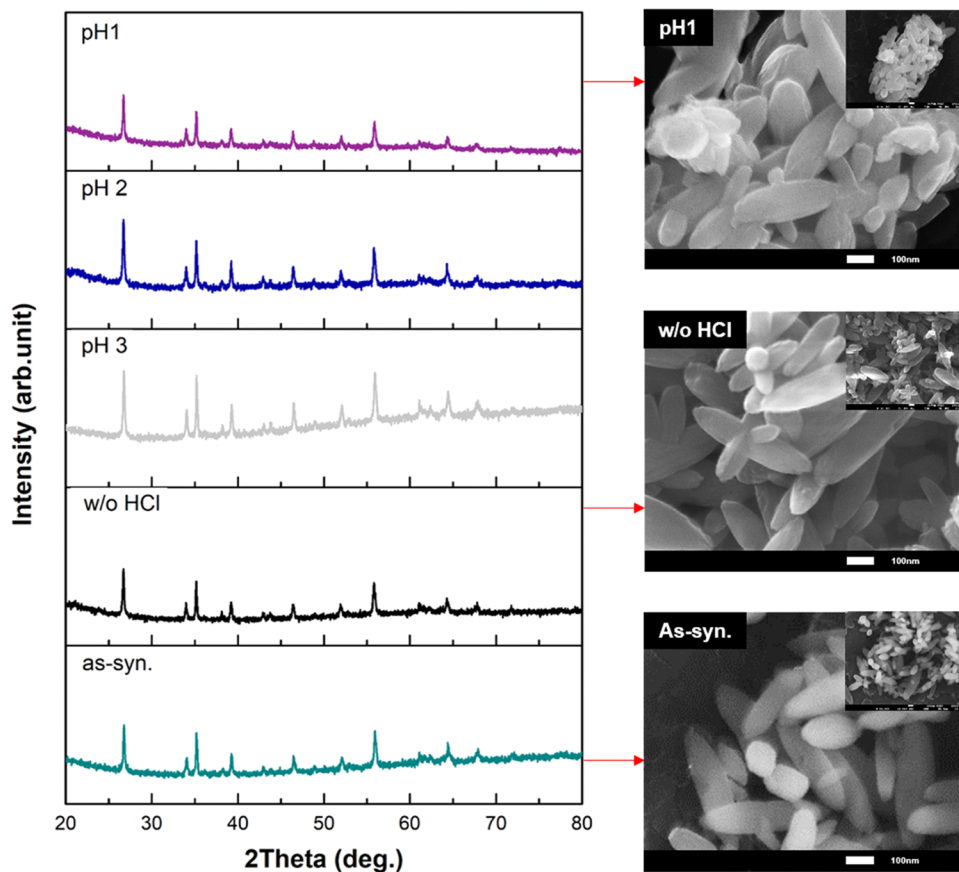 pH1
pH 2
pH 3
w/o HCl
as-syn.
Intensity (arb.unit)
20 30 40 50 60 70 80
2Theta (deg.)
pH1
100nm
w/o HCl
100nm
As-syn.
100nm